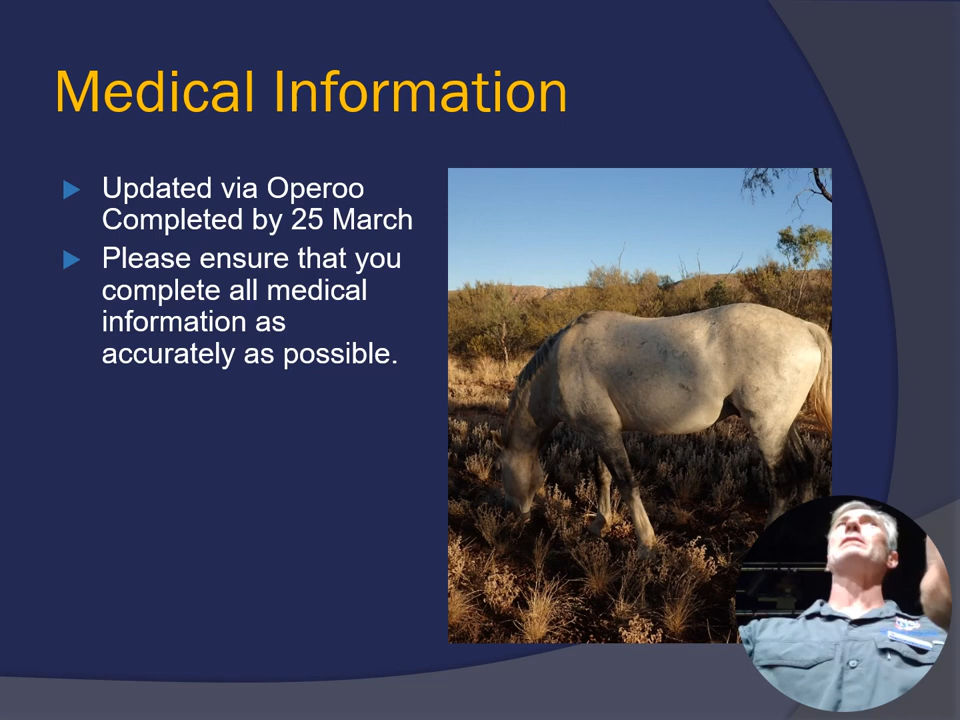 Medical Information
Updated via Operoo
Completed by 25 March
Please ensure that you
complete all medical
information as
accurately as possible.